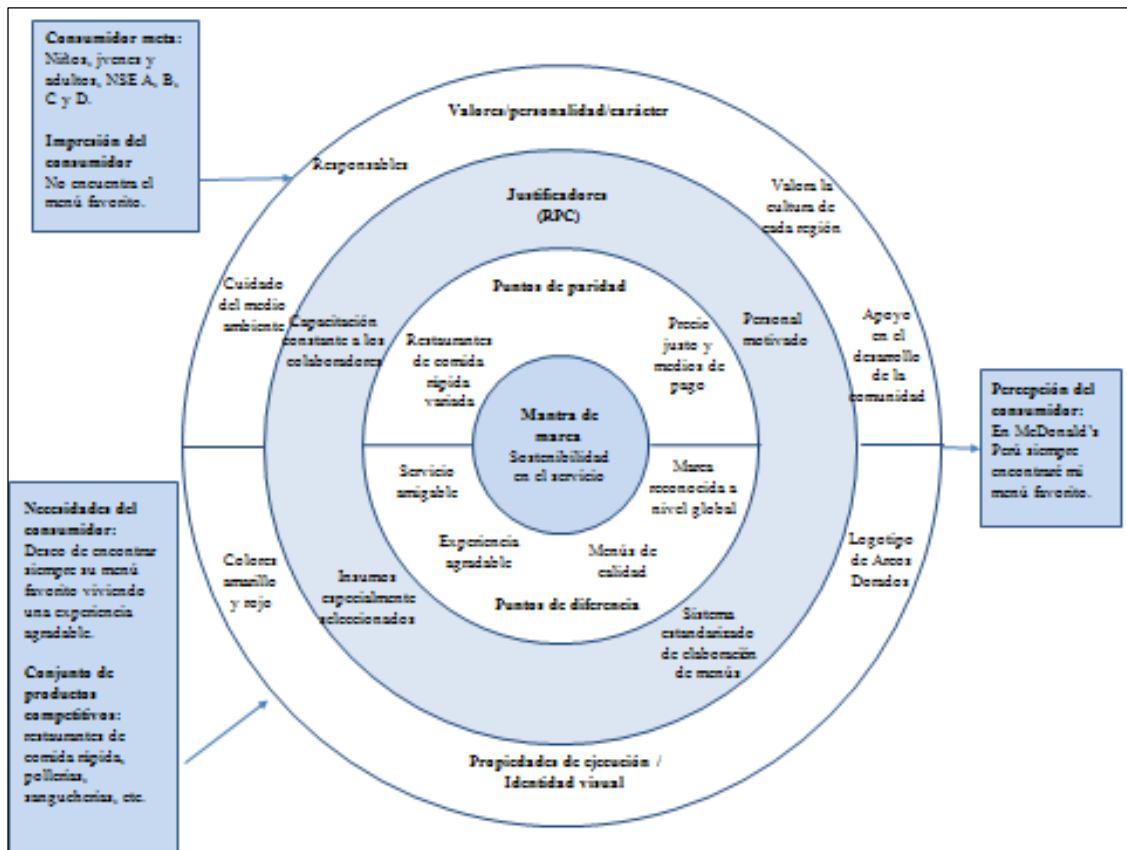 Consumidor meta:
Niños, jvenes y
adultos, NSE A, B,
C y D.
Impresión del
consumidor
No encuentra el
menú favorito.
Valores/personalidad/carácter
Responsables
Valora la
cultura de
cada región
Justificadores
(RPC)
Cuidado
del medio
ambiente
Capacitación
constante a los
colaboradores
Puntos de paridad
Restaurantes
de comida
rápida
variada
Precio
justo y
medios de
pago
Personal
motivado
Apoyo
en el
desarrollo
de la
comunidad
Mantra de
marca
Sostenibilidad
en el servicio
Percepción del
consumidor:
En McDonald's
Perú siempre
encontraré mi
menú favorito.
Servicio
amigable
Marca
reconocida a
nivel global
Experiencia
agradable
Menús de
calidad
Puntos de diferencia
Necesidades del
consumidor:
Deseo de encontrar
siempre su menú
favorito viviendo
una experiencia
agradable.
Conjunto de
productos
competitivos:
restaurantes de
comida rápida,
pollerías,
sangucherías, etc.
Colores
amarillo
y rojo
Insumos
especialmente
seleccionados
Sistema
estandarizado
de elaboración
de menús
Logotipo
de Arcos
Dorados
Propiedades de ejecución /
Identidad visual